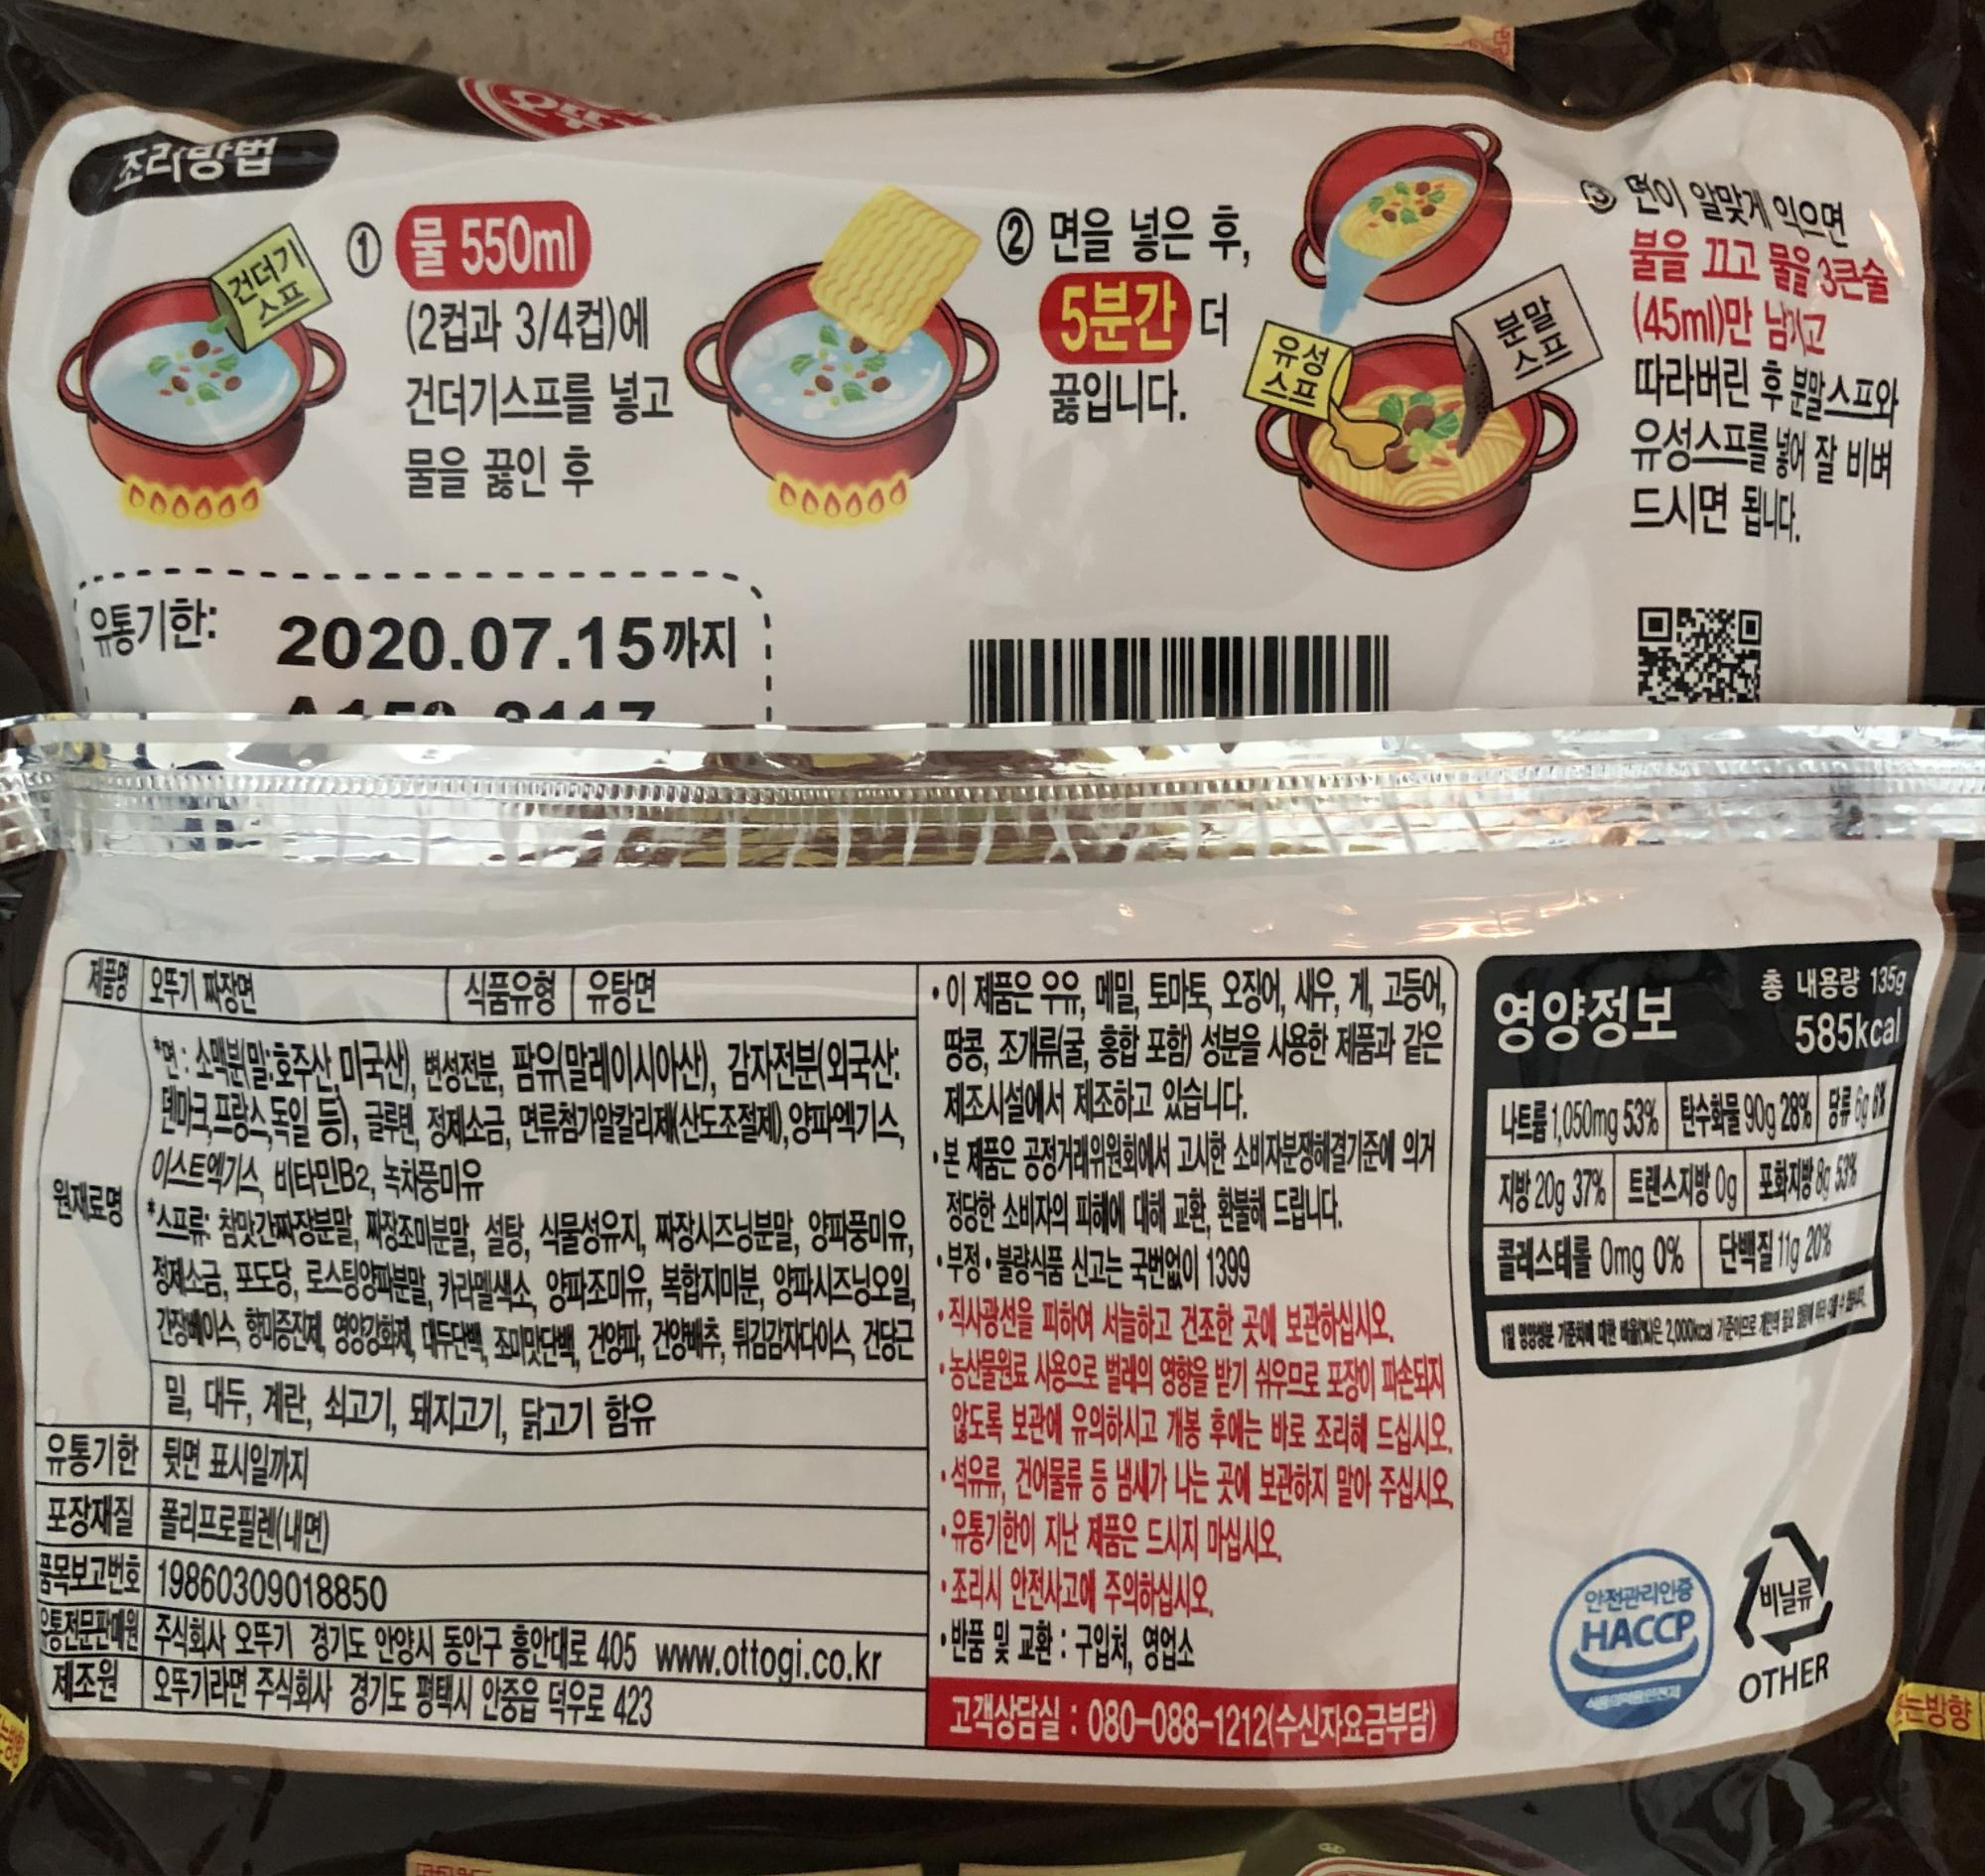 조리방법
건더기
스프
① 물 550ml
(2컵과 3/4컵)에
건더기스프를 넣고
물을 끓인 후
② 면을 넣은 후,
5분간 더
끓입니다.
유성
스프
분말
스프
③ 면이 알맞게 익으면
불을 끄고 물을 3큰술
(45ml)만 남기고
따라버린 후 분말스프와
유성스프를 넣어 잘 비벼
드시면 됩니다.
유통기한:
2020.07.15까지
제품명 오뚜기 짜장면 식품유형 유탕면
원재료명
*면: 소맥분(밀:호주산,미국산), 변성전분, 팜유(말레이시아산), 감자전분(외국산:
덴마크,프랑스,독일 등), 글루텐, 정제소금, 면류첨가알칼리제(산도조절제),양파엑기스,
이스트엑기스, 비타민B2, 녹차풍미유
*스프류: 참맛간짜장분말, 짜장조미분말, 설탕, 식물성유지, 짜장시즈닝분말, 양파풍미유,
정제소금, 포도당, 로스팅양파분말, 카라멜색소, 양파조미유, 복합지미분, 양파시즈닝오일,
간장베이스, 향미증진제, 영양강화제, 대두단백, 조미맛단백, 건양파, 건양배추, 튀김감자다이스, 건당근
밀, 대두, 계란, 쇠고기, 돼지고기, 닭고기 함유
유통기한 뒷면 표시일까지
포장재질 폴리프로필렌(내면)
품목보고번호 19860309018850
유통전문판매원 주식회사 오뚜기 경기도 안양시 동안구 흥안대로 405 www.ottogi.co.kr
제조원 오뚜기라면 주식회사 경기도 평택시 안중읍 덕우로 423
•이 제품은 우유, 메밀, 토마토, 오징어, 새우, 게, 고등어,
땅콩, 조개류(굴, 홍합 포함) 성분을 사용한 제품과 같은
제조시설에서 제조하고 있습니다.
•본 제품은 공정거래위원회에서 고시한 소비자분쟁해결기준에 의거
정당한 소비자의 피해에 대해 교환, 환불해 드립니다.
•부정•불량식품 신고는 국번없이 1399
•직사광선을 피하여 서늘하고 건조한 곳에 보관하십시오.
•농산물원료 사용으로 벌레의 영향을 받기 쉬우므로 포장이 파손되지
않도록 보관에 유의하시고 개봉 후에는 바로 조리해 드십시오.
•석유류, 건어물류 등 냄새가 나는 곳에 보관하지 말아 주십시오.
•유통기한이 지난 제품은 드시지 마십시오.
•조리시 안전사고에 주의하십시오.
•반품 및 교환 : 구입처, 영업소
고객상담실 : 080-088-1212(수신자요금부담)
영양정보
총 내용량 135g
585kcal
나트륨 1,050mg 53% 탄수화물 90g 28% 당류 6g 6%
지방 20g 37% 트랜스지방 0g 포화지방 8g 53%
콜레스테롤 0mg 0% 단백질 11g 20%
1일 영양성분 기준치에 대한 비율(%)은 2,000kcal 기준이므로 개인의 필요 열량에 따라 다를 수 있습니다.
안전관리인증
HACCP
비닐류
OTHER